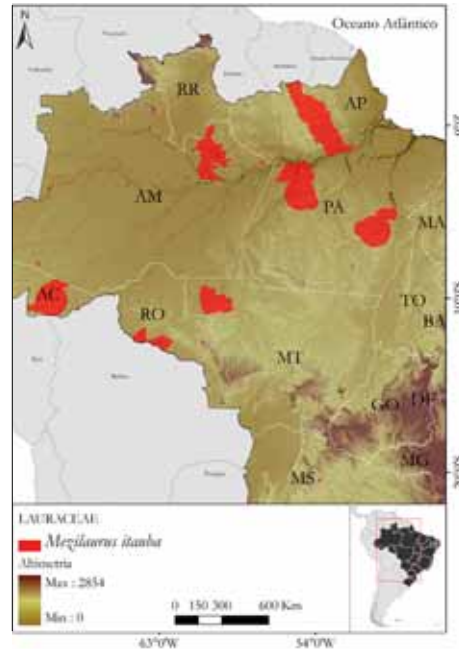 N
Oceano Atlântico
RR
AP
AM
PA
MA
AC
RO
TO
BA
MT
GO
DF
MG
MS
LAURACEAE
Mezilaurus itauba
Altimetria
Max : 2854
Min : 0
0 150 300 600 Km
63°0'W 54°0'W